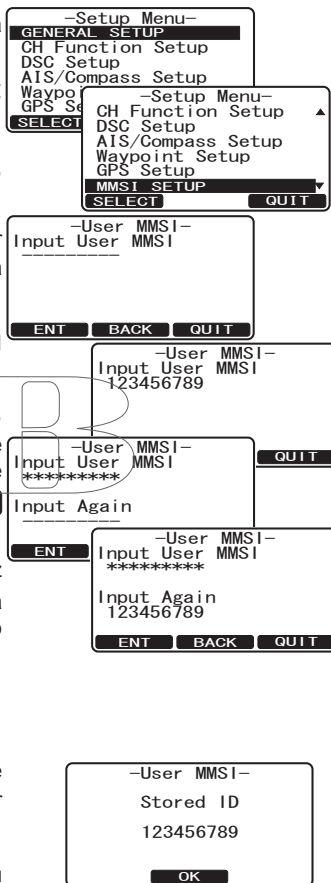 -Setup Menu-
GENERAL SETUP
CH Function Setup
DSC Setup
AIS/Compass Setup
GPS
SELECT
-Setup Menu-
CH Function Setup
DSC Setup
AIS/Compass Setup
Waypoint Setup
GPS Setup
MMSI SETUP
SELECT QUIT
-User MMSI-
Input User MMSI
---------
ENT BACK QUIT
-User MMSI-
Input User MMSI
123456789
QUIT
-User MMSI-
Input User MMSI
*********
Input Again
---------
ENT
-User MMSI-
Input User MMSI
*********
Input Again
123456789
ENT BACK QUIT
-User MMSI-
Stored ID
123456789
OK